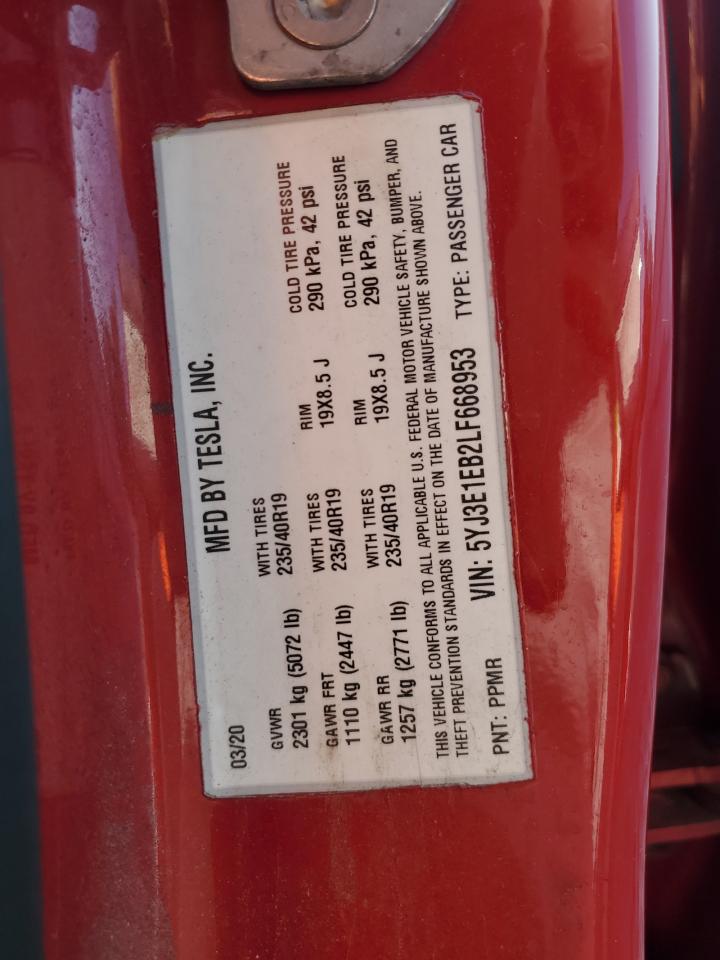 MFD BY TESLA, INC.
03/20
GVWR WITH TIRES
2301 kg (5072 lb) 235/40R19
GAWR FRT WITH TIRES RIM COLD TIRE PRESSURE
1110 kg (2447 lb) 235/40R19 19X8.5 J 290 kPa, 42 psi
GAWR RR WITH TIRES RIM COLD TIRE PRESSURE
1257 kg (2771 lb) 235/40R19 19X8.5 J 290 kPa, 42 psi
THIS VEHICLE CONFORMS TO ALL APPLICABLE U.S. FEDERAL MOTOR VEHICLE SAFETY, BUMPER, AND
THEFT PREVENTION STANDARDS IN EFFECT ON THE DATE OF MANUFACTURE SHOWN ABOVE.
PNT: PPMR VIN: 5YJ3E1EB2LF668953 TYPE: PASSENGER CAR